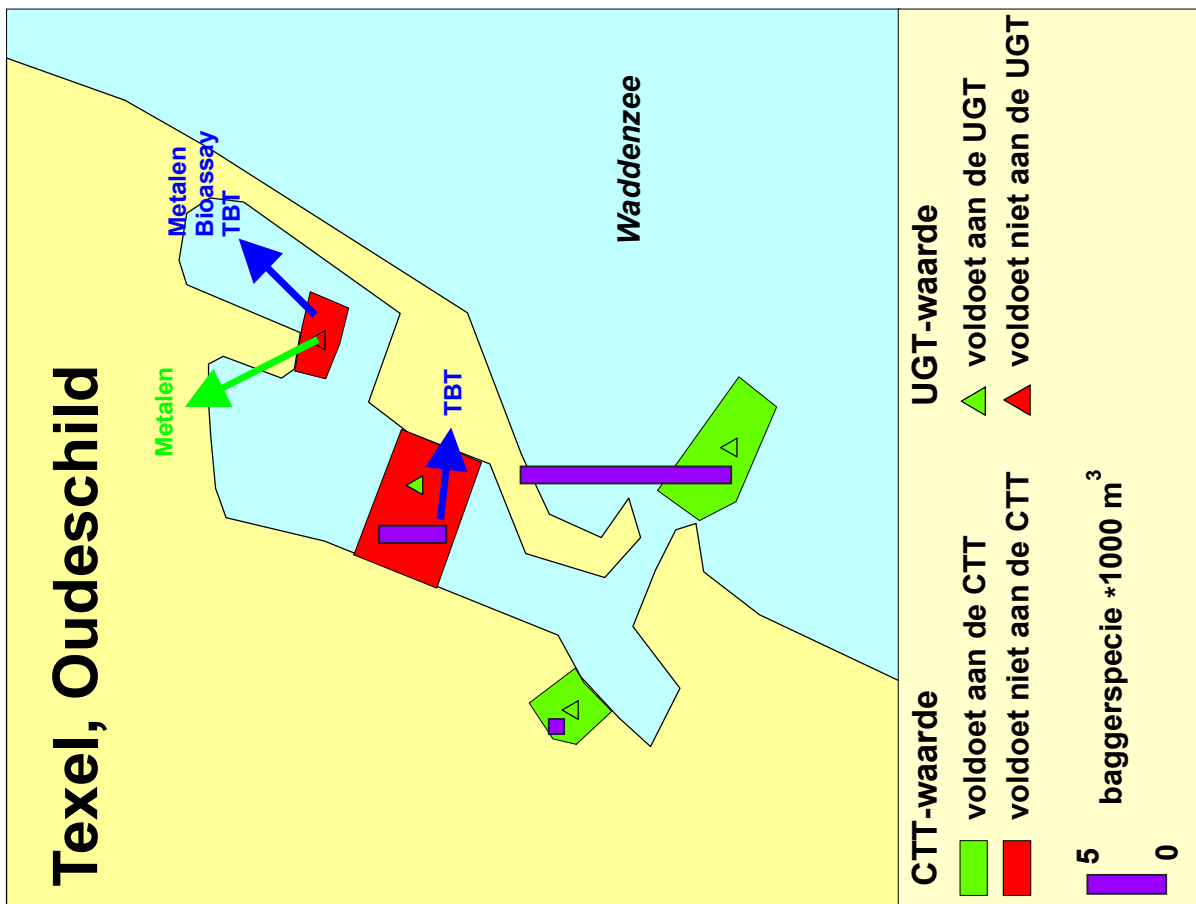 Texel, Oudeschild
Metalen
Metalen
Bioassay
TBT
TBT
Waddenzee
CTT-waarde
voldoet aan de CTT
voldoet niet aan de CTT
UGT-waarde
voldoet aan de UGT
voldoet niet aan de UGT
5
0
baggerspecie *1000 m³